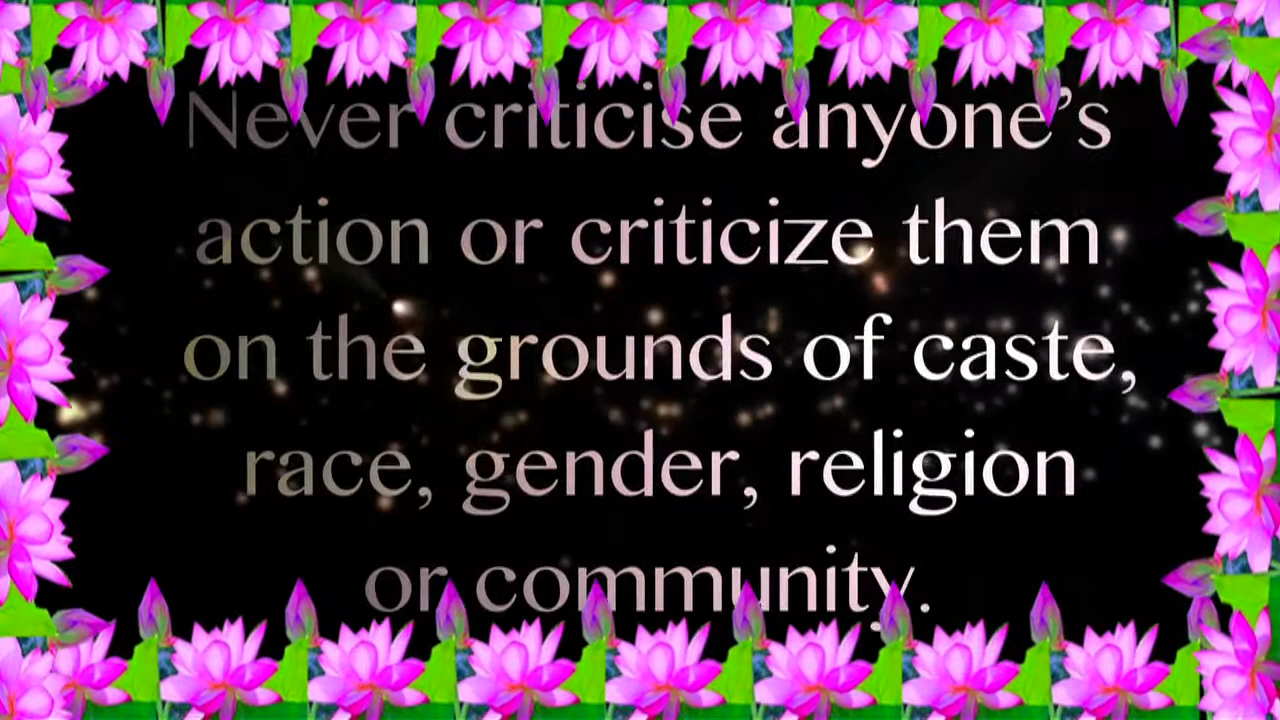 Never criticise anyone's
action or criticize them
on the grounds of caste,
race, gender, religion
or community.